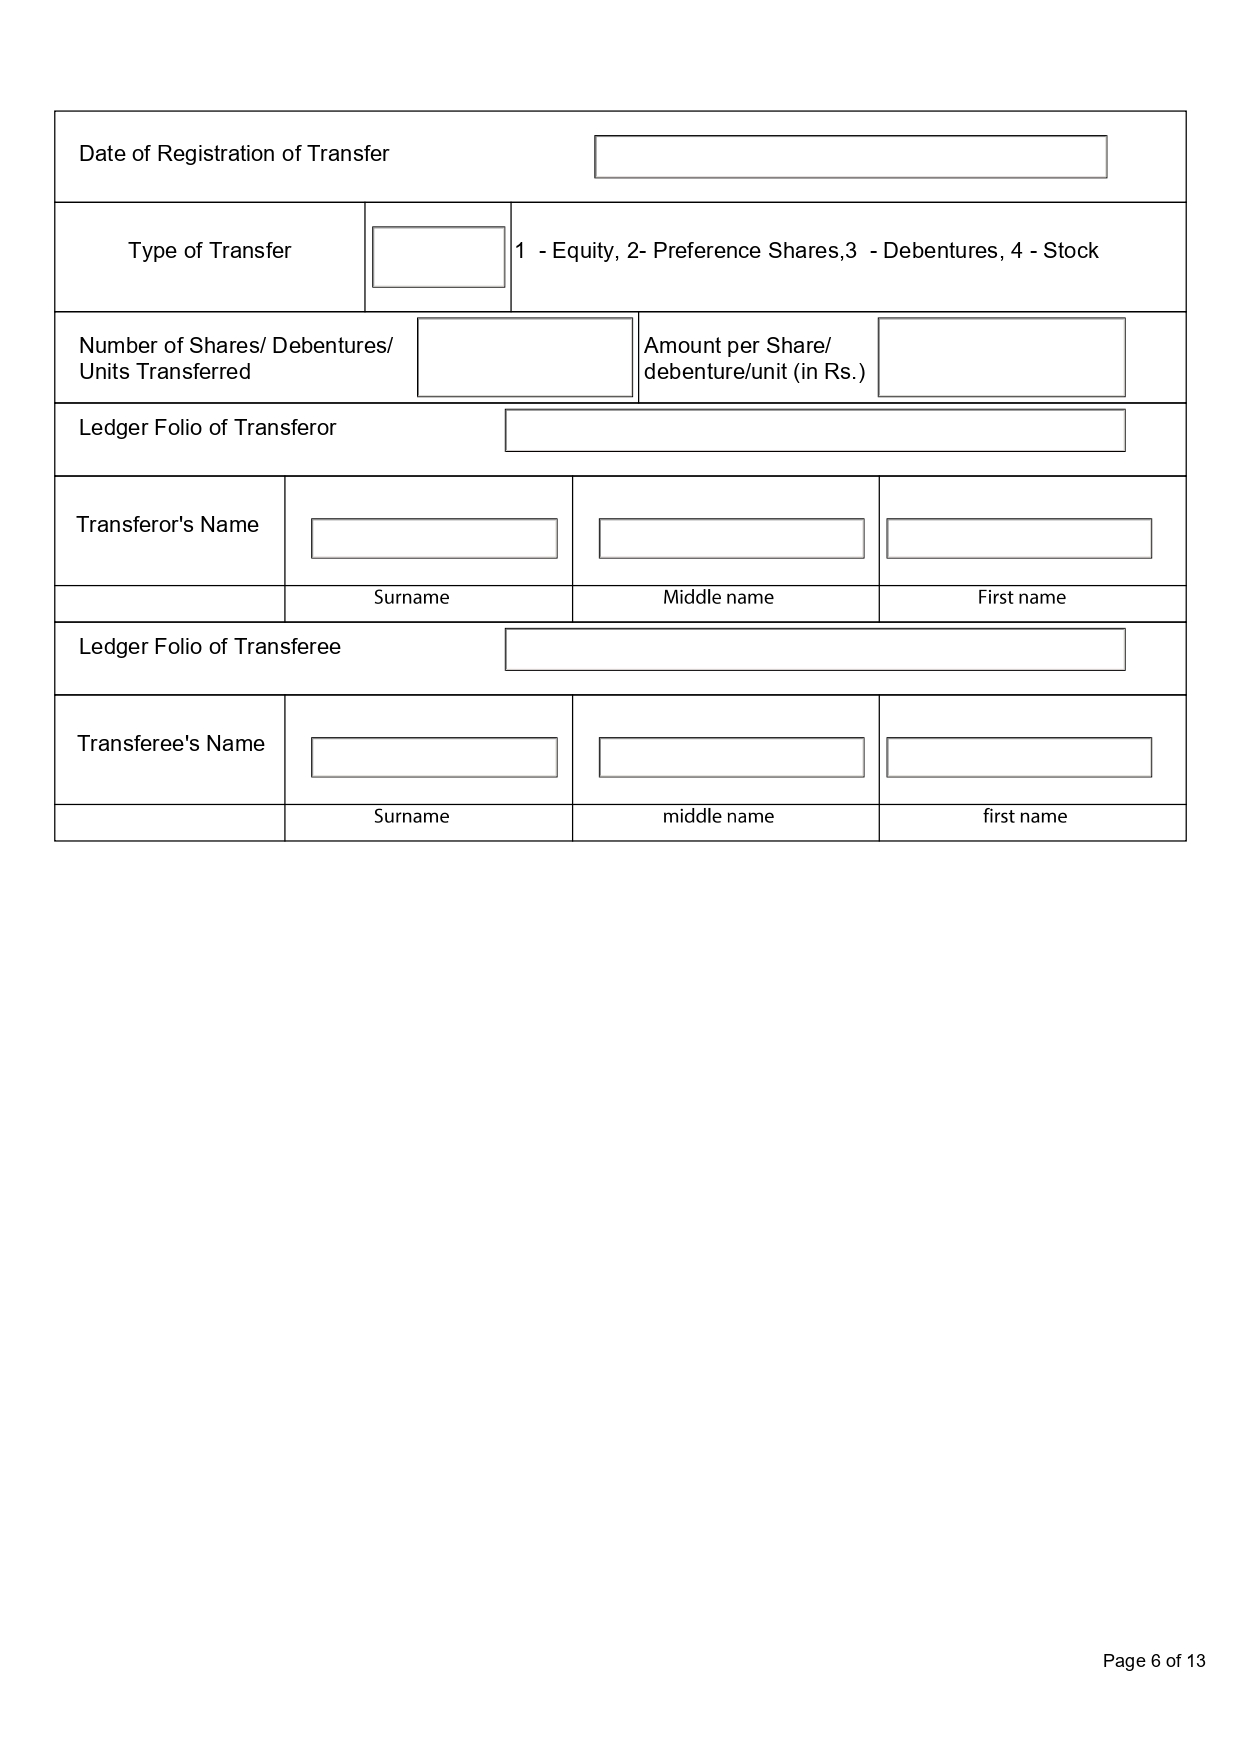 Date of Registration of Transfer
Type of Transfer
1 - Equity, 2- Preference Shares,3 - Debentures, 4 - Stock
Number of Shares/ Debentures/
Units Transferred
Amount per Share/
debenture/unit (in Rs.)
Ledger Folio of Transferor
Transferor's Name
Surname Middle name First name
Ledger Folio of Transferee
Transferee's Name
Surname middle name first name
Page 6 of 13